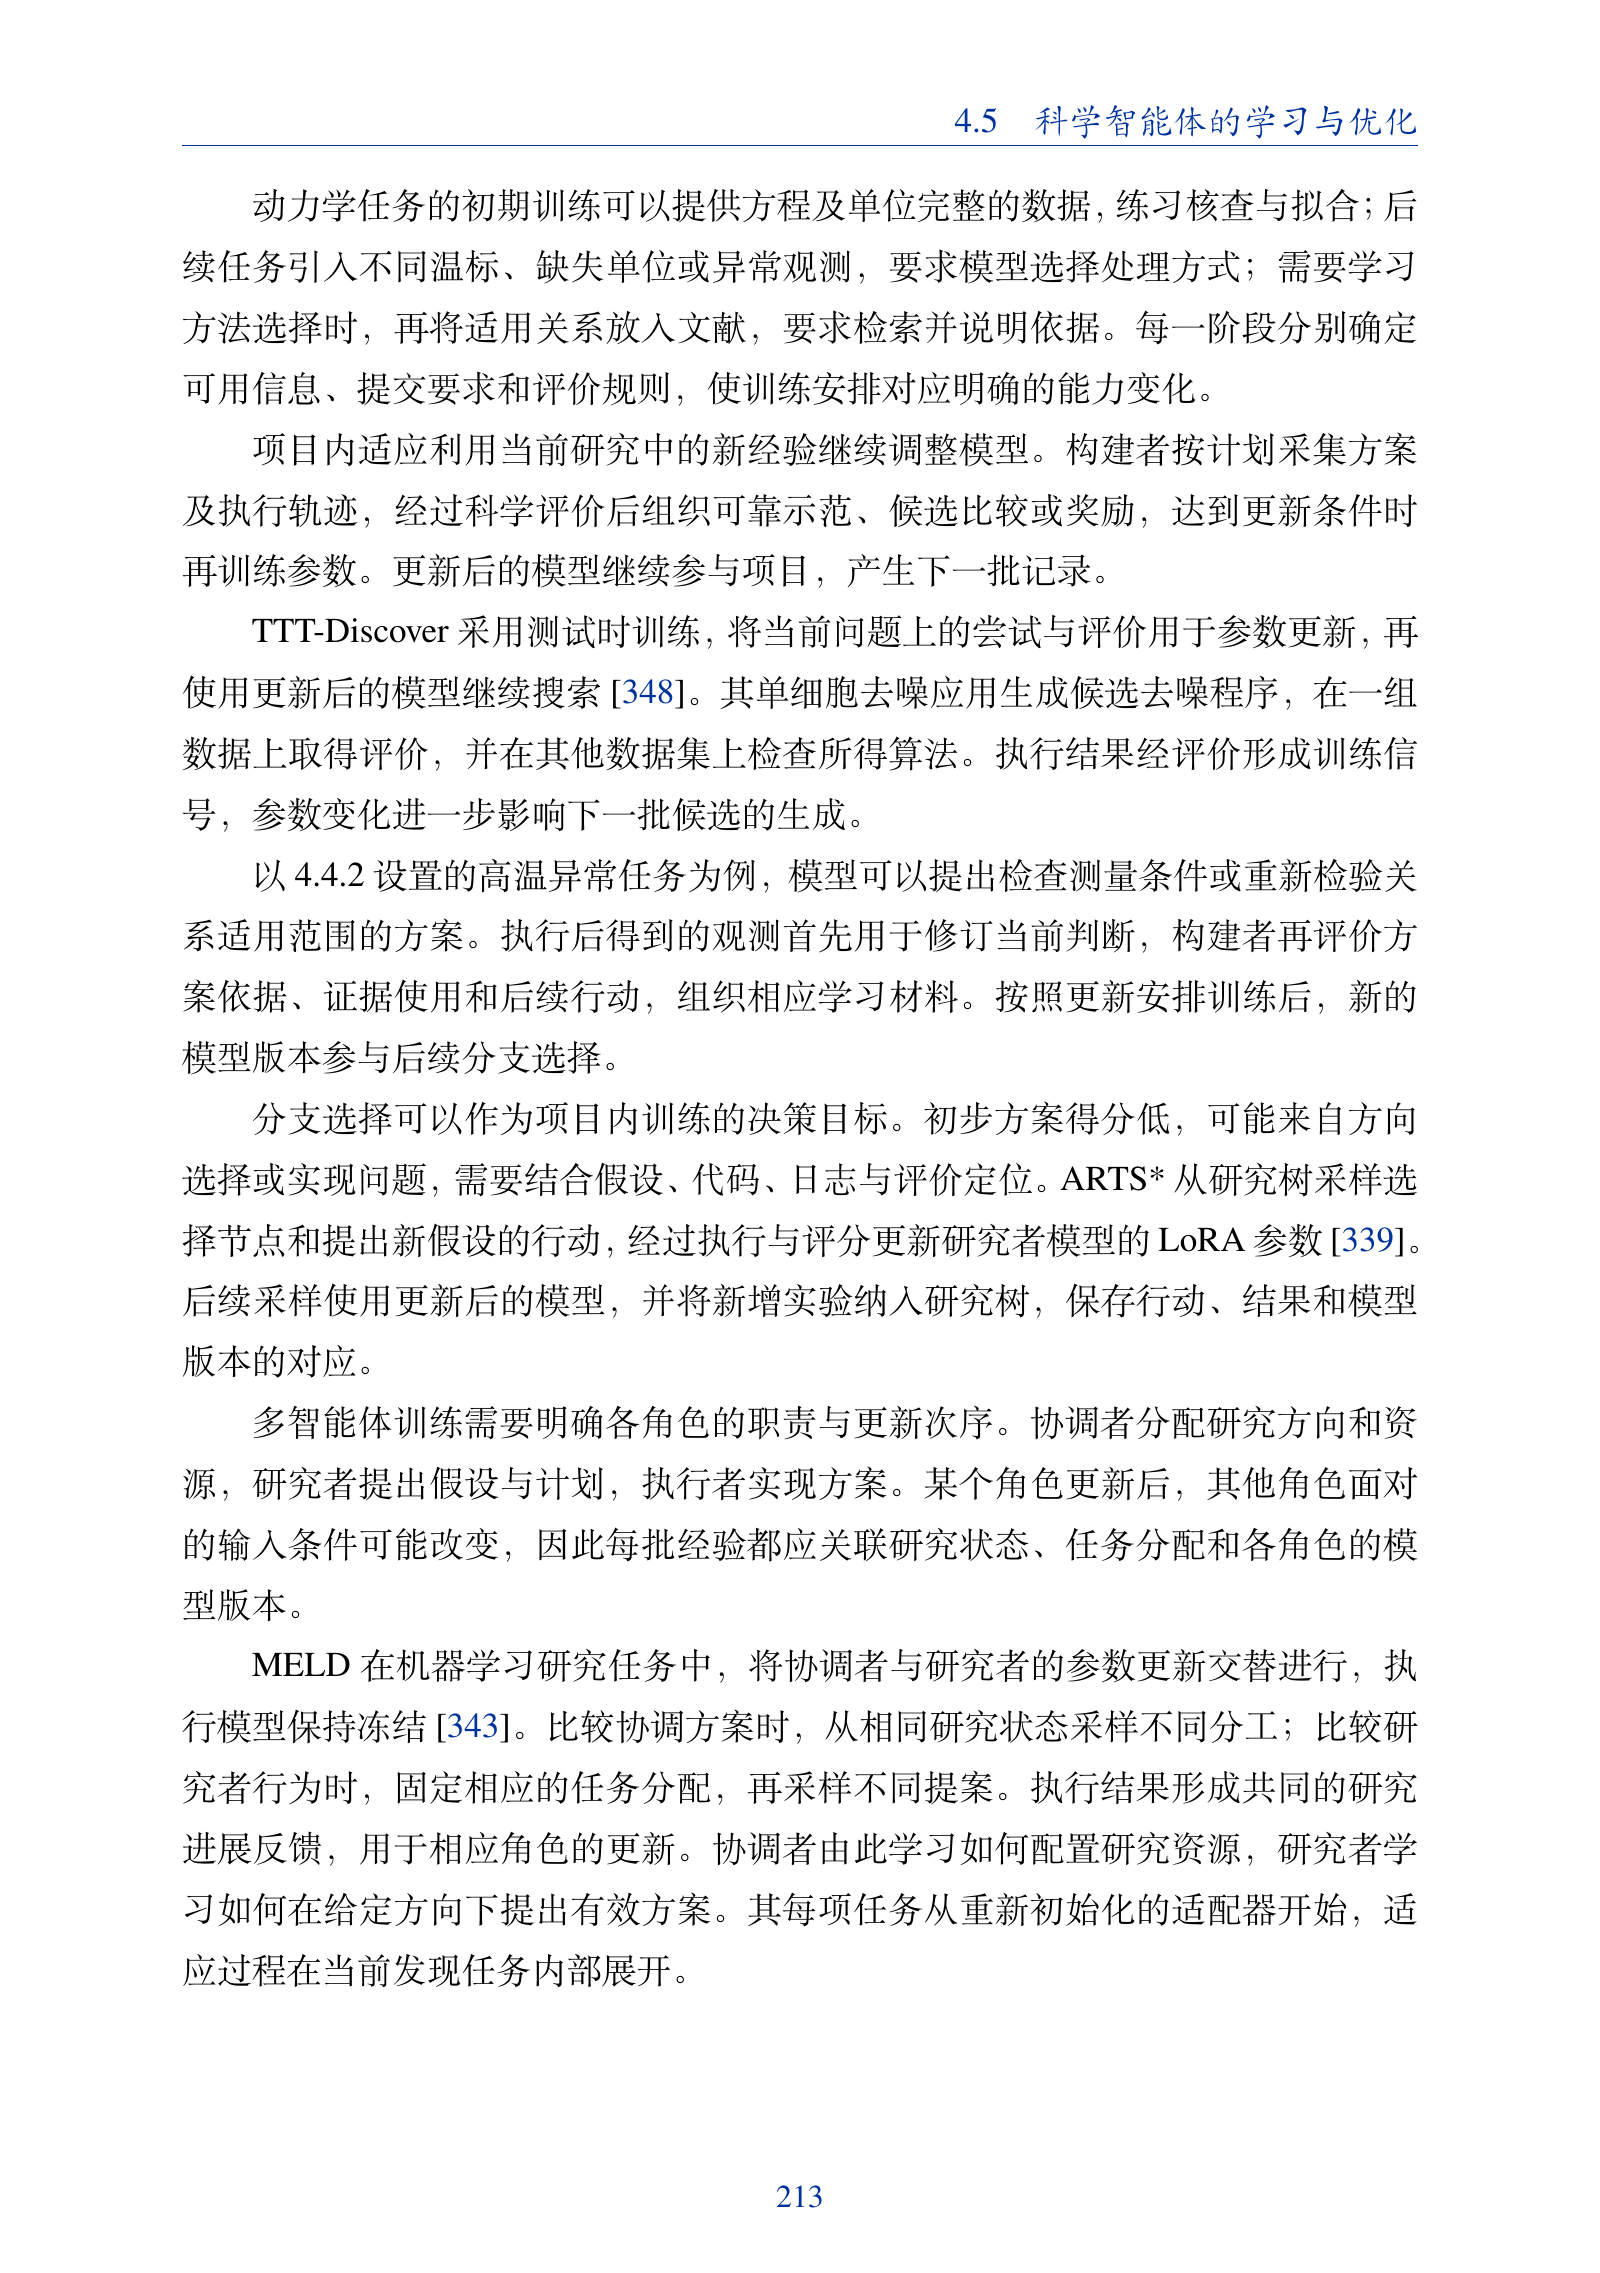 4.5 科学智能体的学习与优化
动力学任务的初期训练可以提供方程及单位完整的数据，练习核查与拟合；后
续任务引入不同温标、缺失单位或异常观测，要求模型选择处理方式；需要学习
方法选择时，再将适用关系放入文献，要求检索并说明依据。每一阶段分别确定
可用信息、提交要求和评价规则，使训练安排对应明确的能力变化。
项目内适应利用当前研究中的新经验继续调整模型。构建者按计划采集方案
及执行轨迹，经过科学评价后组织可靠示范、候选比较或奖励，达到更新条件时
再训练参数。更新后的模型继续参与项目，产生下一批记录。
TTT-Discover 采用测试时训练，将当前问题上的尝试与评价用于参数更新，再
使用更新后的模型继续搜索 [348]。其单细胞去噪应用生成候选去噪程序，在一组
数据上取得评价，并在其他数据集上检查所得算法。执行结果经评价形成训练信
号，参数变化进一步影响下一批候选的生成。
以 4.4.2 设置的高温异常任务为例，模型可以提出检查测量条件或重新检验关
系适用范围的方案。执行后得到的观测首先用于修订当前判断，构建者再评价方
案依据、证据使用和后续行动，组织相应学习材料。按照更新安排训练后，新的
模型版本参与后续分支选择。
分支选择可以作为项目内训练的决策目标。初步方案得分低，可能来自方向
选择或实现问题，需要结合假设、代码、日志与评价定位。ARTS* 从研究树采样选
择节点和提出新假设的行动，经过执行与评分更新研究者模型的 LoRA 参数 [339]。
后续采样使用更新后的模型，并将新增实验纳入研究树，保存行动、结果和模型
版本的对应。
多智能体训练需要明确各角色的职责与更新次序。协调者分配研究方向和资
源，研究者提出假设与计划，执行者实现方案。某个角色更新后，其他角色面对
的输入条件可能改变，因此每批经验都应关联研究状态、任务分配和各角色的模
型版本。
MELD 在机器学习研究任务中，将协调者与研究者的参数更新交替进行，执
行模型保持冻结 [343]。比较协调方案时，从相同研究状态采样不同分工；比较研
究者行为时，固定相应的任务分配，再采样不同提案。执行结果形成共同的研究
进展反馈，用于相应角色的更新。协调者由此学习如何配置研究资源，研究者学
习如何在给定方向下提出有效方案。其每项任务从重新初始化的适配器开始，适
应过程在当前发现任务内部展开。
213